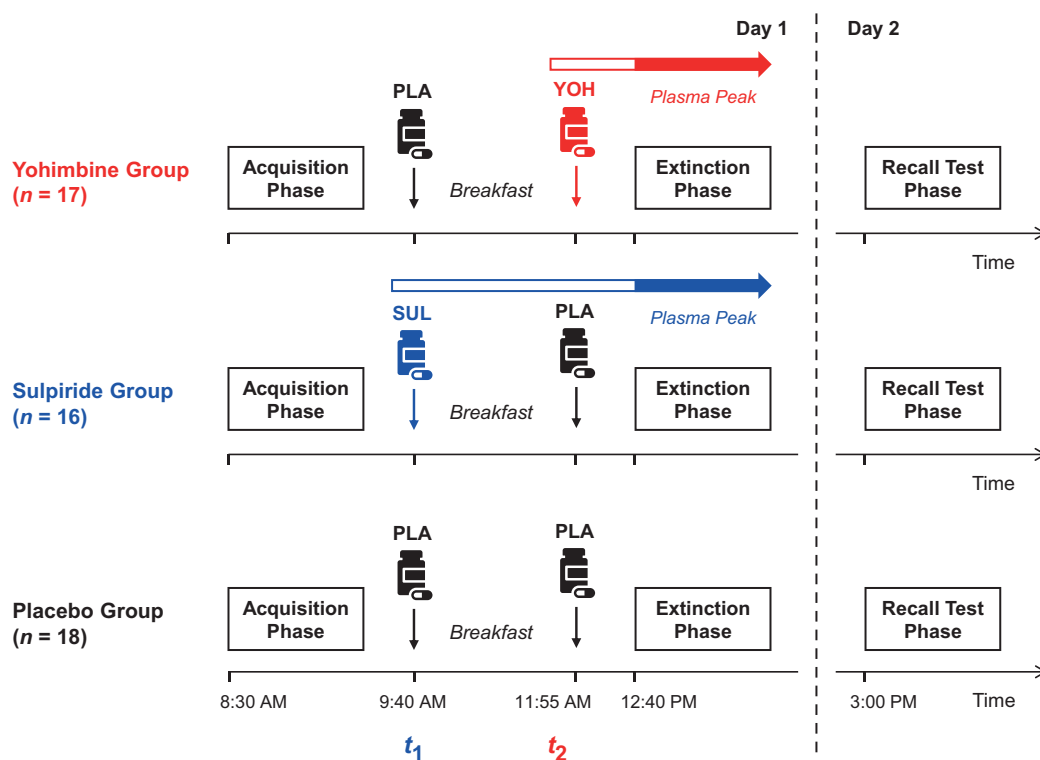 Day 1
Day 2
PLA
YOH
Plasma Peak
Yohimbine Group
(n = 17)
Acquisition
Phase
Breakfast
Extinction
Phase
Recall Test
Phase
Time
SUL
PLA
Plasma Peak
Sulpiride Group
(n = 16)
Acquisition
Phase
Breakfast
Extinction
Phase
Recall Test
Phase
Time
PLA
PLA
Placebo Group
(n = 18)
Acquisition
Phase
Breakfast
Extinction
Phase
Recall Test
Phase
8:30 AM
9:40 AM
11:55 AM
12:40 PM
3:00 PM
Time
t1
t2